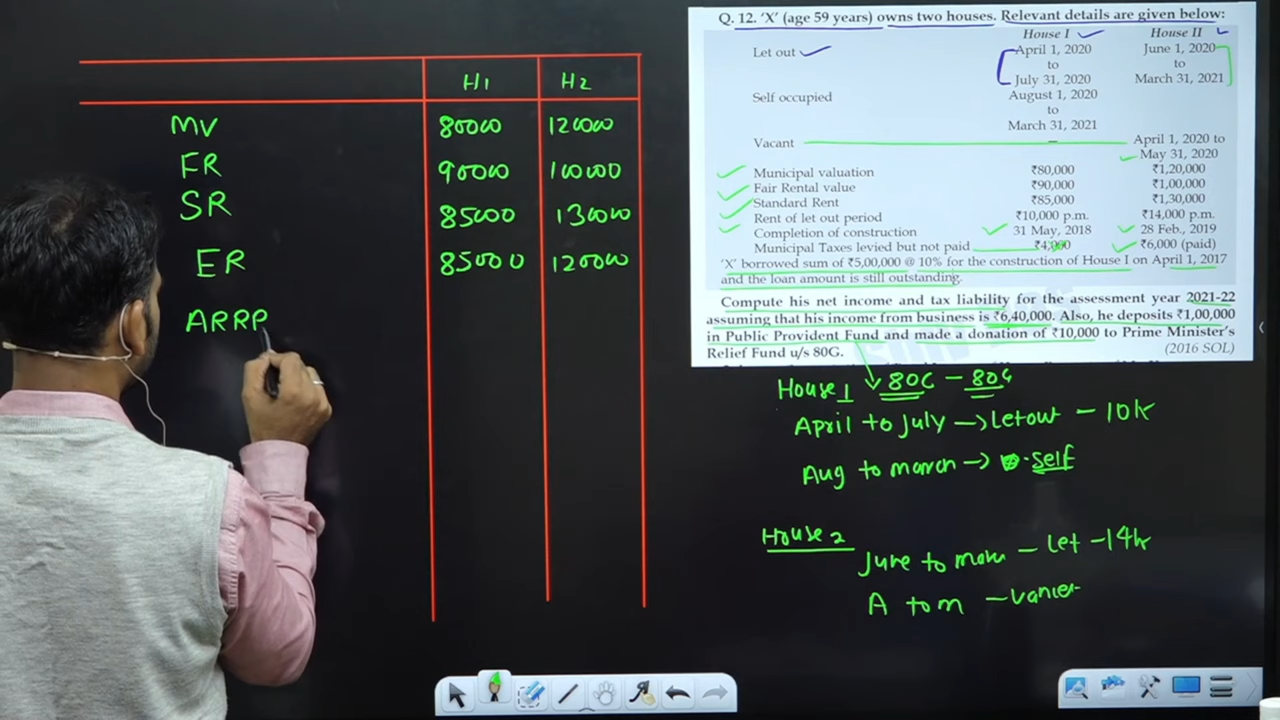 H1 H2
MV 80000 120000
FR 90000 100000
SR 85000 130000
ER 85000 120000
ARRP
Q. 12. ‘X’ (age 59 years) owns two houses. Relevant details are given below:
House I House II
Let out April 1, 2020 June 1, 2020
to to
July 31, 2020 March 31, 2021
Self occupied August 1, 2020
to
March 31, 2021
Vacant – April 1, 2020 to
May 31, 2020
Municipal valuation ₹80,000 ₹1,20,000
Fair Rental value ₹90,000 ₹1,00,000
Standard Rent ₹85,000 ₹1,30,000
Rent of let out period ₹10,000 p.m. ₹14,000 p.m.
Completion of construction 31 May, 2018 28 Feb., 2019
Municipal Taxes levied but not paid ₹4,000 ₹6,000 (paid)
‘X’ borrowed sum of ₹5,00,000 @ 10% for the construction of House I on April 1, 2017
and the loan amount is still outstanding.
Compute his net income and tax liability for the assessment year 2021-22
assuming that his income from business is ₹6,40,000. Also, he deposits ₹1,00,000
in Public Provident Fund and made a donation of ₹10,000 to Prime Minister’s
Relief Fund u/s 80G. (2016 SOL)
House 1 80C – 80G
April to July → Letout – 10k
Aug to march → self
House 2
June to – Let – 14k
A to m –